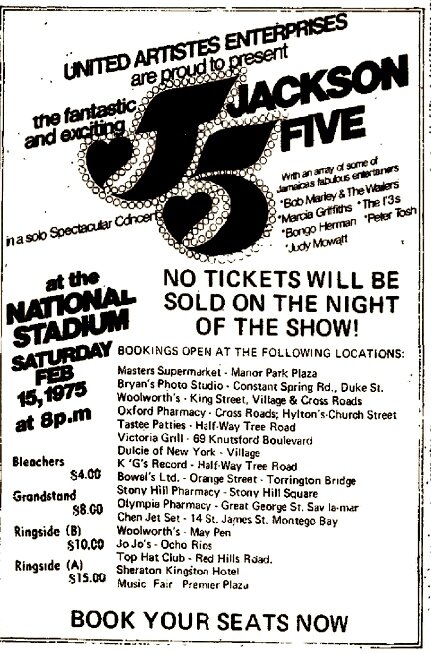 UNITED ARTISTES ENTERPRISES
are proud to present
the fantastic
and exciting
J5
JACKSON
FIVE
in a solo Spectacular Concert
With an array of some of
Jamaicas fabulous entertainers
*Bob Marley & The Wailers
*Marcia Griffiths *The I'3s
*Bongo Herman *Peter Tosh
*Judy Mowatt
at the
NATIONAL
STADIUM
SATURDAY
FEB
15, 1975
at 8p.m
NO TICKETS WILL BE
SOLD ON THE NIGHT
OF THE SHOW!
BOOKINGS OPEN AT THE FOLLOWING LOCATIONS:
Masters Supermarket - Manor Park Plaza
Bryan's Photo Studio - Constant Spring Rd., Duke St.
Woolworth's - King Street, Village & Cross Roads
Oxford Pharmacy - Cross Roads; Hylton's-Church Street
Tastee Patties - Half-Way Tree Road
Victoria Grill - 69 Knutsford Boulevard
Dulcie of New York - Village
K 'G's Record - Half-Way Tree Road
Bowel's Ltd. - Orange Street - Torrington Bridge
Stony Hill Pharmacy - Stony Hill Square
Olympia Pharmacy - Great George St. Sav la-mar
Chen Jet Set - 14 St. James St. Montego Bay
Woolworth's - May Pen
Jo Jo's - Ocho Rios
Top Hat Club - Red Hills Road.
Sheraton Kingston Hotel
Music Fair Premier Plaza
Bleachers
$4.00
Grandstand
$8.00
Ringside (B)
$10.00
Ringside (A)
$15.00
BOOK YOUR SEATS NOW